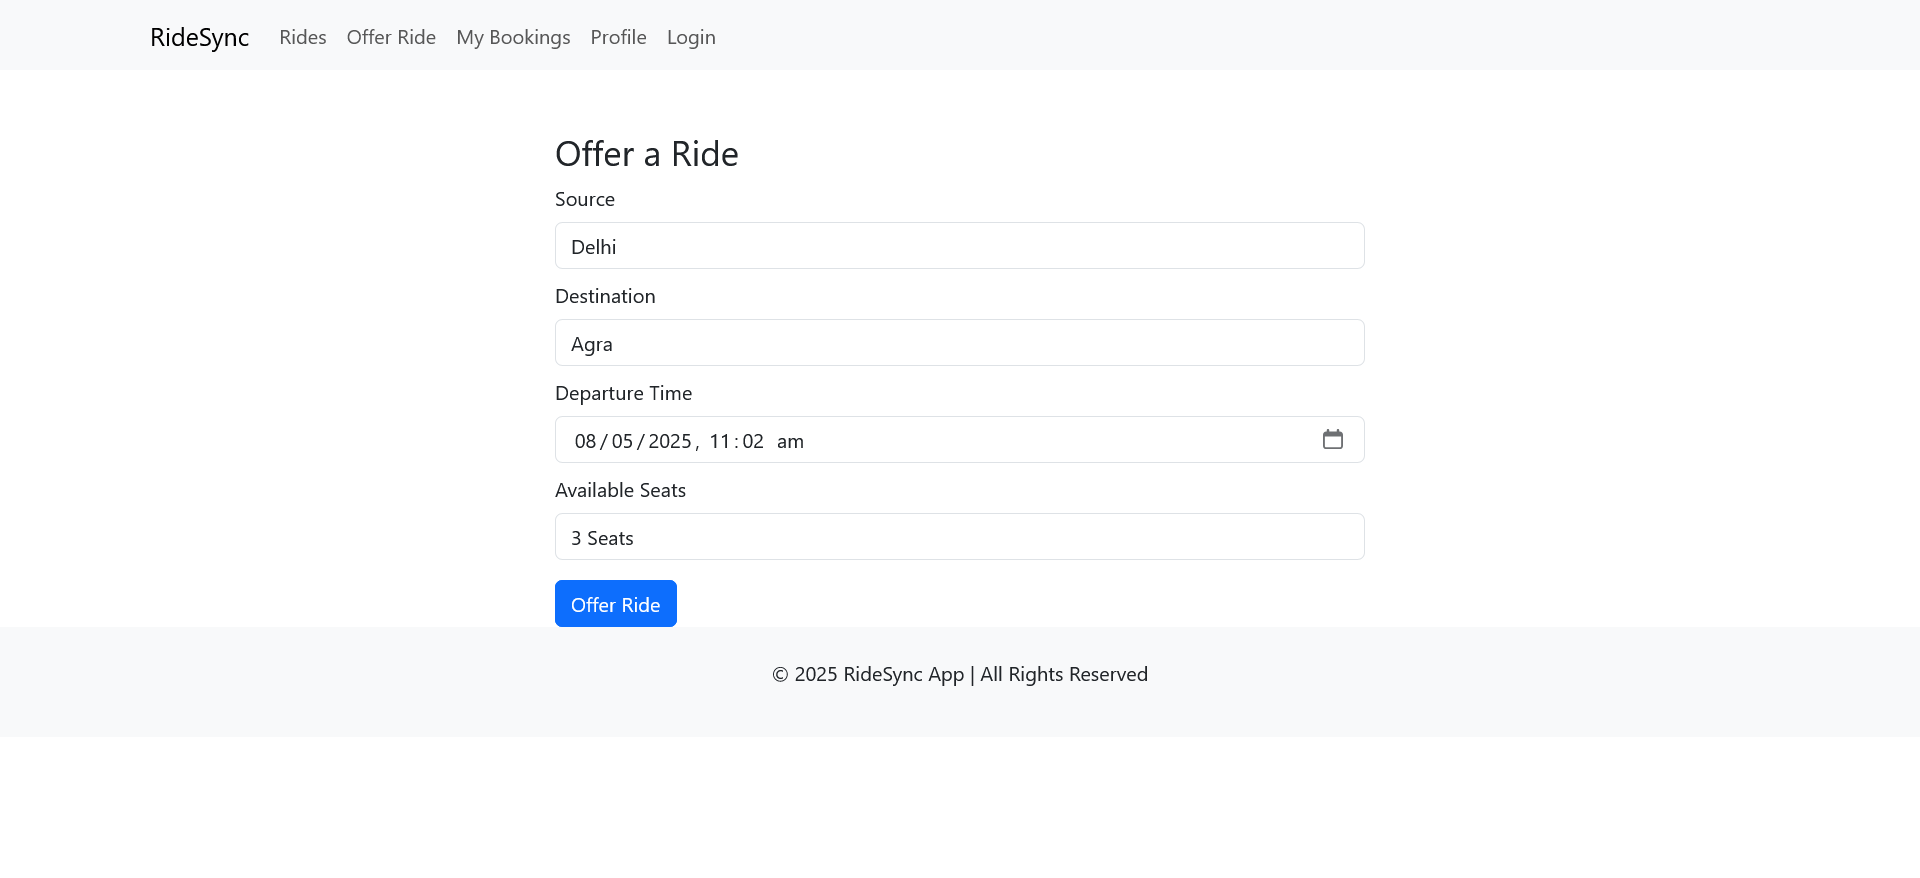 RideSync Rides Offer Ride My Bookings Profile Login
Offer a Ride
Source
Delhi
Destination
Agra
Departure Time
08/05/2025, 11:02 am
Available Seats
3 Seats
Offer Ride
© 2025 RideSync App | All Rights Reserved